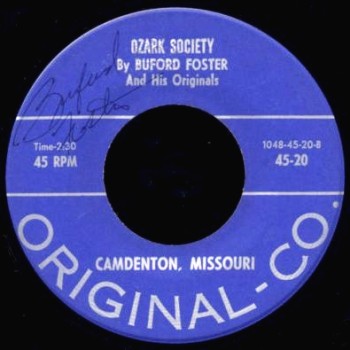 OZARK SOCIETY
By BUFORD FOSTER
And His Originals
Buford
Foster
Time-2:30
45 RPM
1048-45-20-B
45-20
CAMDENTON, MISSOURI
ORIGINAL-CO.